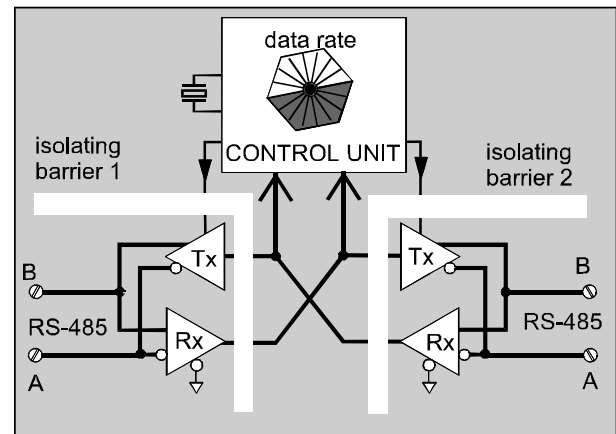 data rate
CONTROL UNIT
isolating
barrier 1
isolating
barrier 2
Tx
Tx
B
B
RS-485
RS-485
Rx
Rx
A
A